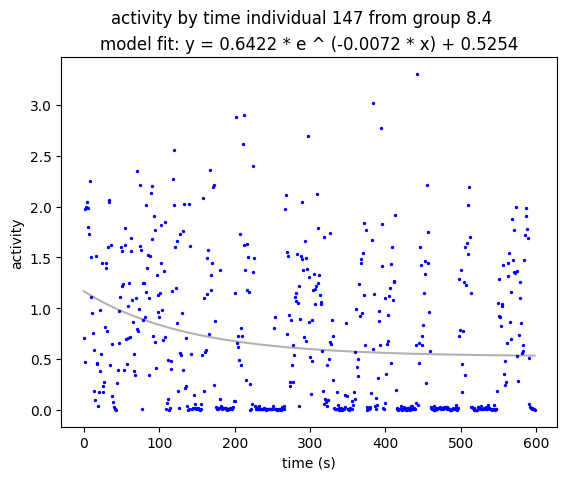 activity by time individual 147 from group 8.4
model fit: y = 0.6422 * e ^ (-0.0072 * x) + 0.5254
3.0
2.5
2.0
1.5
1.0
0.5
0.0
activity
0 100 200 300 400 500 600
time (s)